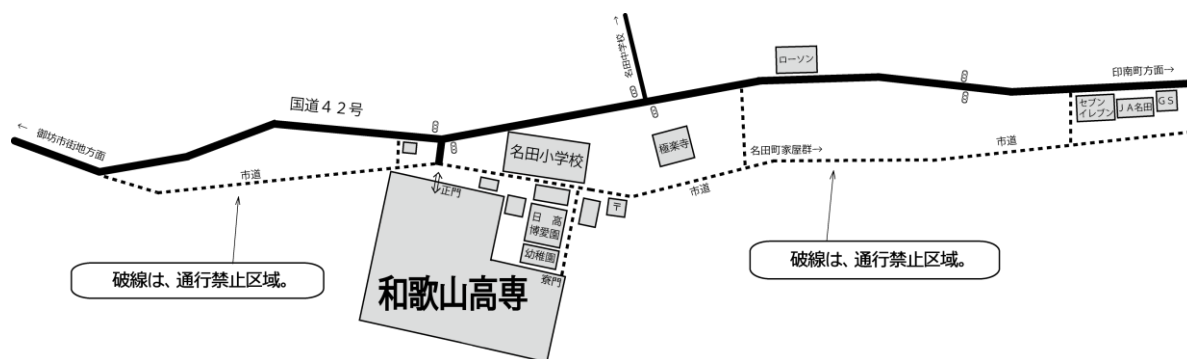 名田中学校→
ローソン
印南町方面→
国道42号
セブン
イレブン
JA名田
GS
← 御坊市街地方面
名田小学校
極楽寺
名田町家屋群→
市道
市道
市道
正門
〒
日 高
博愛園
幼稚園
寮門
破線は、通行禁止区域。
破線は、通行禁止区域。
和歌山高専